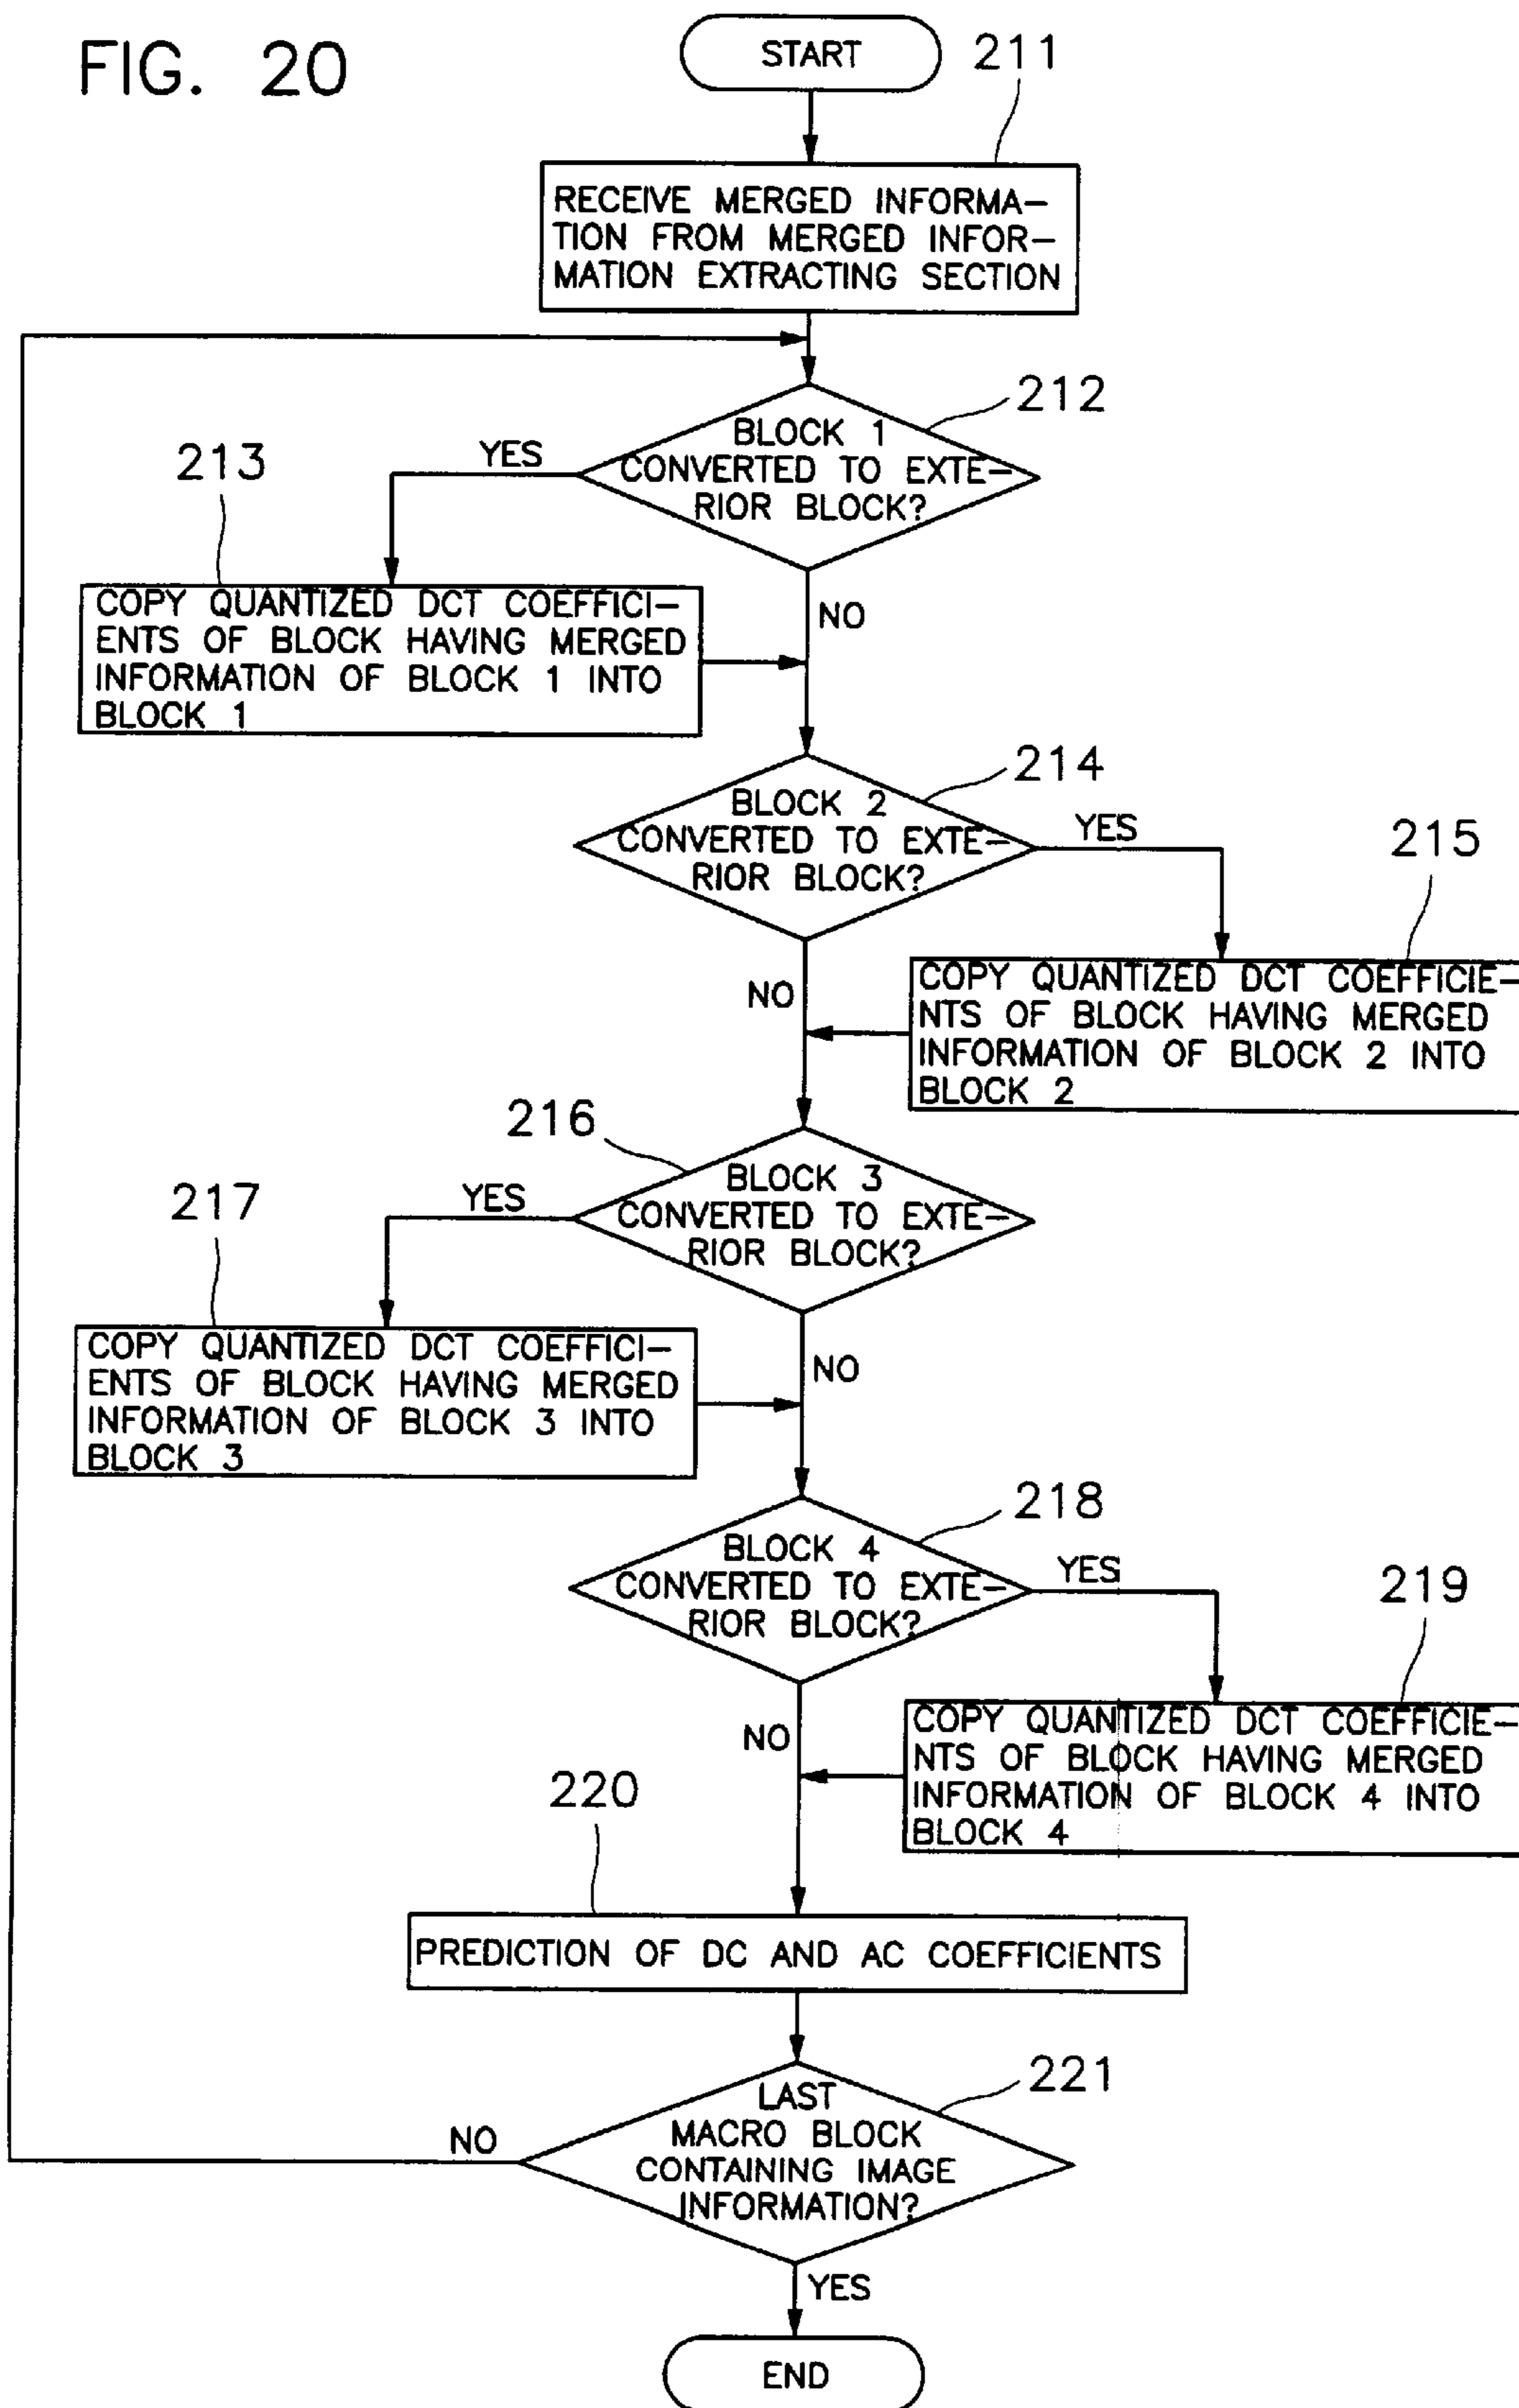 FIG. 20
START
211
RECEIVE MERGED INFORMA-
TION FROM MERGED INFOR-
MATION EXTRACTING SECTION
212
BLOCK 1
CONVERTED TO EXTE-
RIOR BLOCK?
YES
213
NO
COPY QUANTIZED DCT COEFFICI-
ENTS OF BLOCK HAVING MERGED
INFORMATION OF BLOCK 1 INTO
BLOCK 1
214
BLOCK 2
CONVERTED TO EXTE-
RIOR BLOCK?
YES
215
NO
COPY QUANTIZED DCT COEFFICIE-
NTS OF BLOCK HAVING MERGED
INFORMATION OF BLOCK 2 INTO
BLOCK 2
216
BLOCK 3
CONVERTED TO EXTE-
RIOR BLOCK?
YES
217
NO
COPY QUANTIZED DCT COEFFICI-
ENTS OF BLOCK HAVING MERGED
INFORMATION OF BLOCK 3 INTO
BLOCK 3
218
BLOCK 4
CONVERTED TO EXTE-
RIOR BLOCK?
YES
219
NO
COPY QUANTIZED DCT COEFFICIE-
NTS OF BLOCK HAVING MERGED
INFORMATION OF BLOCK 4 INTO
BLOCK 4
220
PREDICTION OF DC AND AC COEFFICIENTS
221
LAST
MACRO BLOCK
CONTAINING IMAGE
INFORMATION?
NO
YES
END